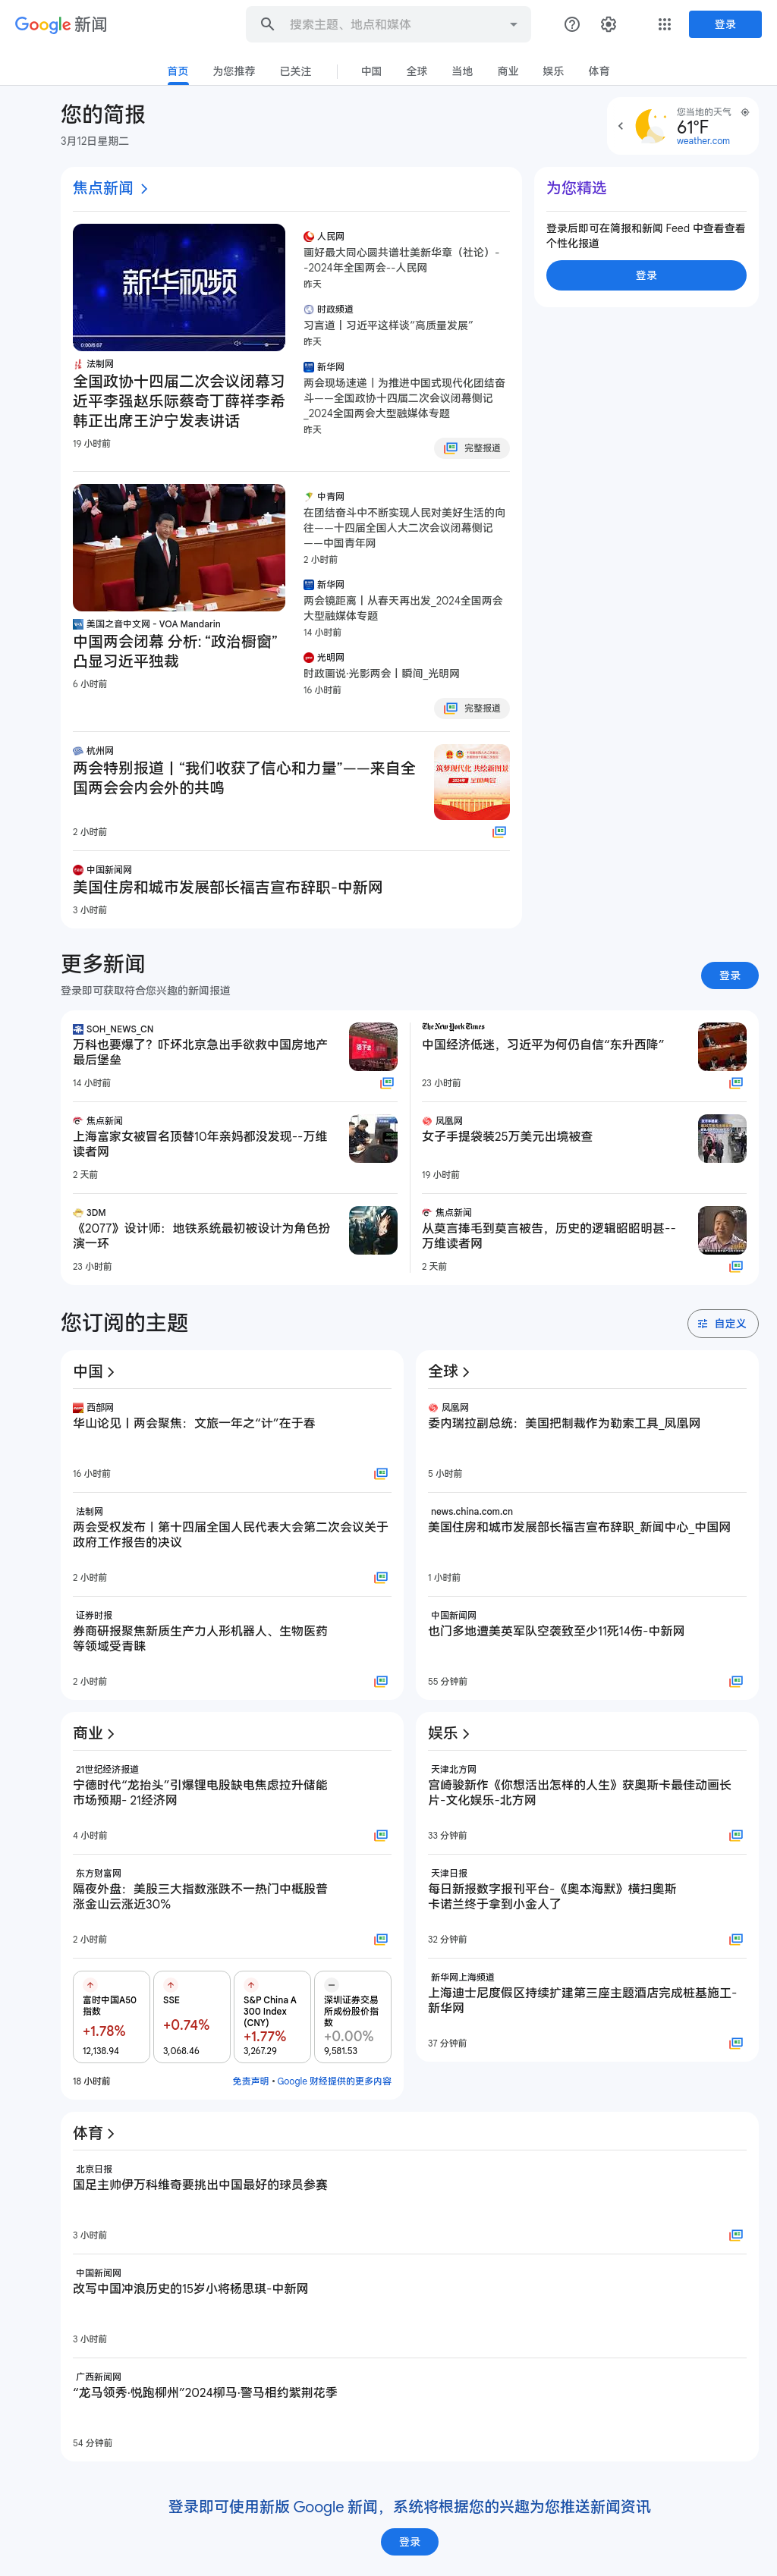 Google 新闻
搜索主题、地点和媒体
登录
首页
为您推荐
已关注
中国
全球
当地
商业
娱乐
体育
您的简报
3月12日星期二
您当地的天气
61°F
weather.com
焦点新闻
新华视频
0:00/6:07
法制网
全国政协十四届二次会议闭幕习
近平李强赵乐际蔡奇丁薛祥李希
韩正出席王沪宁发表讲话
19 小时前
人民网
画好最大同心圆共谱壮美新华章（社论）-
-2024年全国两会--人民网
昨天
时政频道
习言道丨习近平这样谈“高质量发展”
昨天
新华网
两会现场速递丨为推进中国式现代化团结奋
斗——全国政协十四届二次会议闭幕侧记
_2024全国两会大型融媒体专题
昨天
完整报道
美国之音中文网 - VOA Mandarin
中国两会闭幕 分析: “政治橱窗”
凸显习近平独裁
6 小时前
中青网
在团结奋斗中不断实现人民对美好生活的向
往——十四届全国人大二次会议闭幕侧记
——中国青年网
2 小时前
新华网
两会镜距离丨从春天再出发_2024全国两会
大型融媒体专题
14 小时前
光明网
时政画说·光影两会丨瞬间_光明网
16 小时前
完整报道
杭州网
两会特别报道丨“我们收获了信心和力量”——来自全
国两会会内会外的共鸣
2 小时前
筑梦现代化 共绘新图景
中国新闻网
美国住房和城市发展部长福吉宣布辞职-中新网
3 小时前
为您精选
登录后即可在简报和新闻 Feed 中查看查看
个性化报道
登录
更多新闻
登录即可获取符合您兴趣的新闻报道
登录
SOH_NEWS_CN
万科也要爆了？吓坏北京急出手欲救中国房地产
最后堡垒
14 小时前
焦点新闻
上海富家女被冒名顶替10年亲妈都没发现--万维
读者网
2 天前
3DM
《2077》设计师：地铁系统最初被设计为角色扮
演一环
23 小时前
The New York Times
中国经济低迷，习近平为何仍自信“东升西降”
23 小时前
凤凰网
女子手提袋装25万美元出境被查
19 小时前
焦点新闻
从莫言捧毛到莫言被告，历史的逻辑昭昭明甚--
万维读者网
2 天前
您订阅的主题
自定义
中国
西部网
华山论见丨两会聚焦：文旅一年之“计”在于春
16 小时前
法制网
两会受权发布丨第十四届全国人民代表大会第二次会议关于
政府工作报告的决议
2 小时前
证券时报
券商研报聚焦新质生产力人形机器人、生物医药
等领域受青睐
2 小时前
全球
凤凰网
委内瑞拉副总统：美国把制裁作为勒索工具_凤凰网
5 小时前
news.china.com.cn
美国住房和城市发展部长福吉宣布辞职_新闻中心_中国网
1 小时前
中国新闻网
也门多地遭美英军队空袭致至少11死14伤-中新网
55 分钟前
商业
21世纪经济报道
宁德时代“龙抬头”引爆锂电股缺电焦虑拉升储能
市场预期- 21经济网
4 小时前
东方财富网
隔夜外盘：美股三大指数涨跌不一热门中概股普
涨金山云涨近30%
2 小时前
富时中国A50
指数
+1.78%
12,138.94
SSE
+0.74%
3,068.46
S&P China A
300 Index
(CNY)
+1.77%
3,267.29
深圳证券交易
所成份股价指
数
+0.00%
9,581.53
18 小时前
免责声明 • Google 财经提供的更多内容
娱乐
天津北方网
宫崎骏新作《你想活出怎样的人生》获奥斯卡最佳动画长
片-文化娱乐-北方网
33 分钟前
天津日报
每日新报数字报刊平台-《奥本海默》横扫奥斯
卡诺兰终于拿到小金人了
32 分钟前
新华网上海频道
上海迪士尼度假区持续扩建第三座主题酒店完成桩基施工-
新华网
37 分钟前
体育
北京日报
国足主帅伊万科维奇要挑出中国最好的球员参赛
3 小时前
中国新闻网
改写中国冲浪历史的15岁小将杨思琪-中新网
3 小时前
广西新闻网
“龙马领秀·悦跑柳州”2024柳马·警马相约紫荆花季
54 分钟前
登录即可使用新版 Google 新闻，系统将根据您的兴趣为您推送新闻资讯
登录